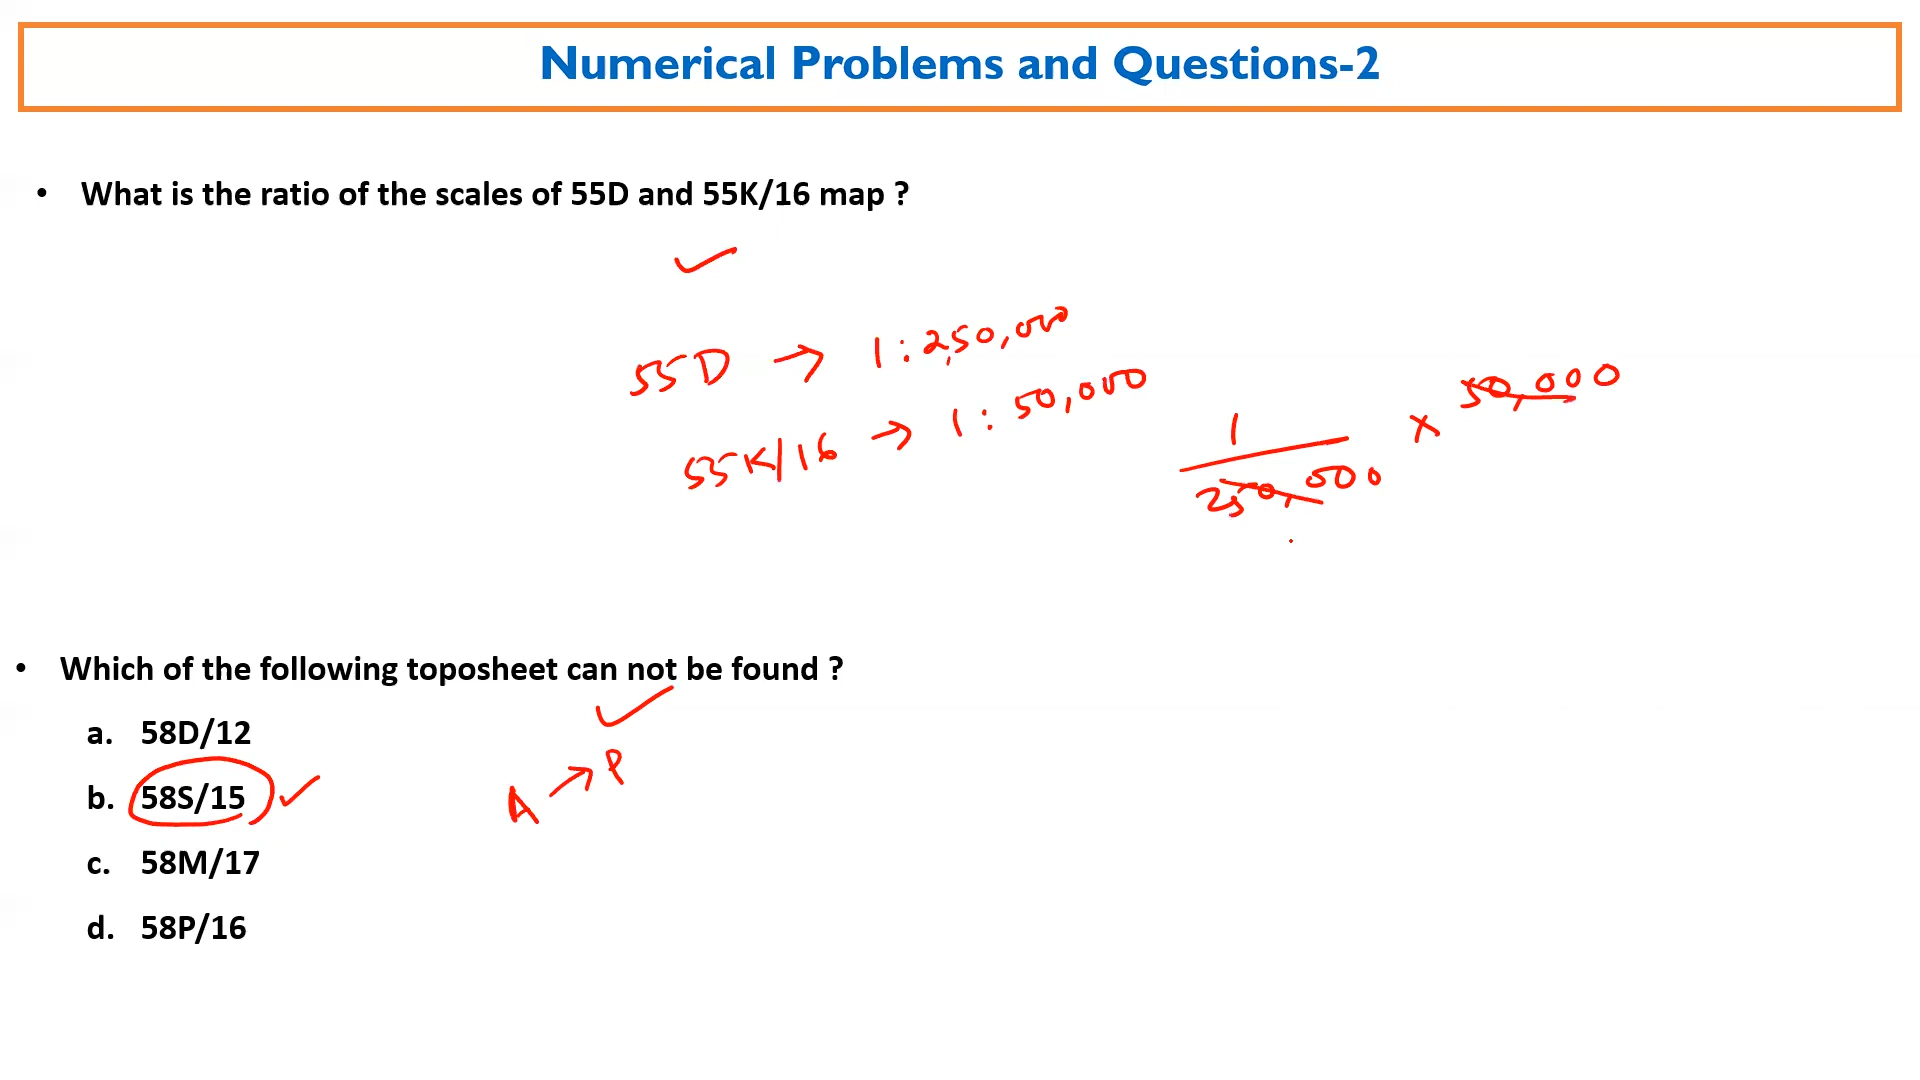 Numerical Problems and Questions-2
• What is the ratio of the scales of 55D and 55K/16 map ?
55D → 1:2,50,000
55K/16 → 1:50,000
1 / 250,000 × 50,000
• Which of the following toposheet can not be found ?
a. 58D/12
A → P
b. 58S/15
c. 58M/17
d. 58P/16